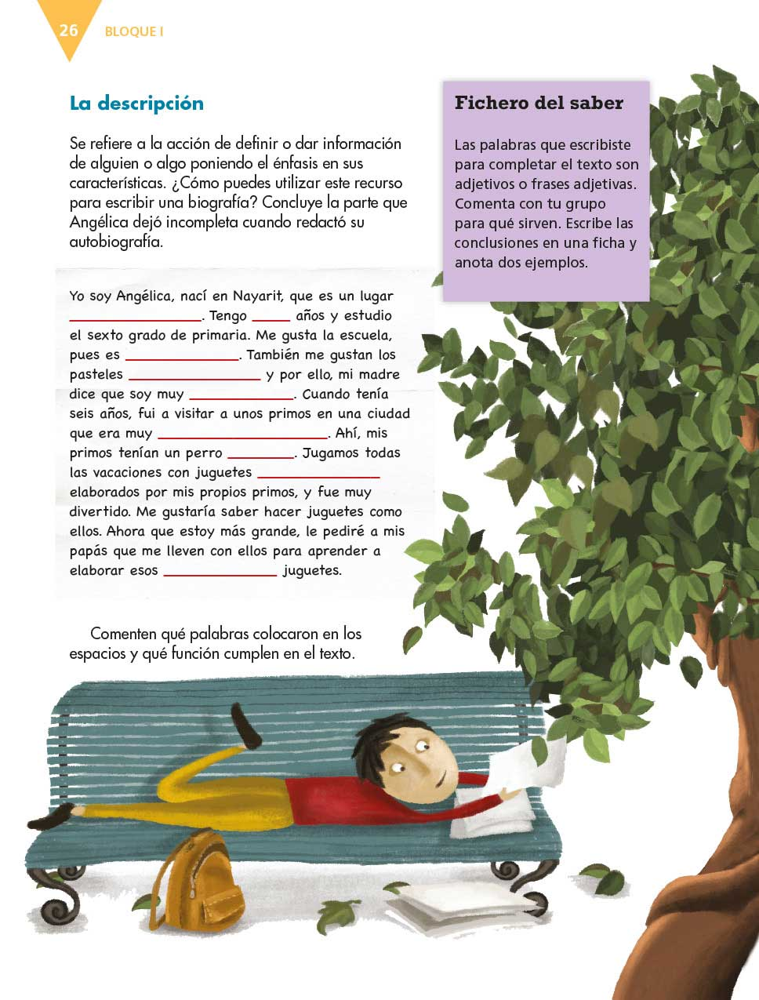 26
BLOQUE I
La descripción
Se refiere a la acción de definir o dar información
de alguien o algo poniendo el énfasis en sus
características. ¿Cómo puedes utilizar este recurso
para escribir una biografía? Concluye la parte que
Angélica dejó incompleta cuando redactó su
autobiografía.
Yo soy Angélica, nací en Nayarit, que es un lugar
_________________. Tengo _____ años y estudio
el sexto grado de primaria. Me gusta la escuela,
pues es _______________. También me gustan los
pasteles _________________ y por ello, mi madre
dice que soy muy ______________. Cuando tenía
seis años, fui a visitar a unos primos en una ciudad
que era muy ______________________. Ahí, mis
primos tenían un perro _________. Jugamos todas
las vacaciones con juguetes ________________
elaborados por mis propios primos, y fue muy
divertido. Me gustaría saber hacer juguetes como
ellos. Ahora que estoy más grande, le pediré a mis
papás que me lleven con ellos para aprender a
elaborar esos _______________ juguetes.
Comenten qué palabras colocaron en los
espacios y qué función cumplen en el texto.
Fichero del saber
Las palabras que escribiste
para completar el texto son
adjetivos o frases adjetivas.
Comenta con tu grupo
para qué sirven. Escribe las
conclusiones en una ficha y
anota dos ejemplos.